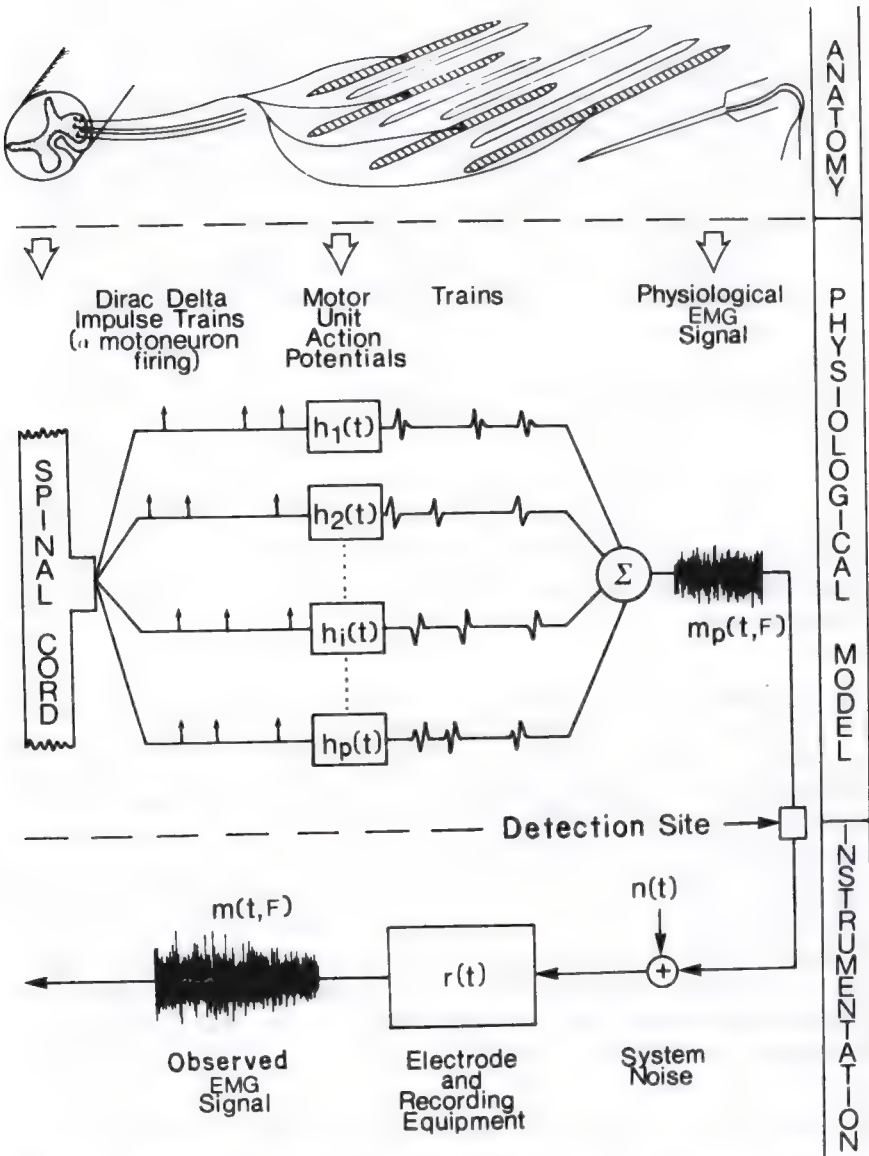 ANATOMY
Dirac Delta
Impulse Trains
(α motoneuron
firing)
Motor
Unit
Action
Potentials
Trains
Physiological
EMG
Signal
PHYSIOLOGICAL MODEL
SPINAL CORD
h1(t)
h2(t)
hi(t)
hp(t)
Σ
mp(t,F)
Detection Site
INSTRUMENTATION
n(t)
+
r(t)
m(t,F)
Observed
EMG
Signal
Electrode
and
Recording
Equipment
System
Noise